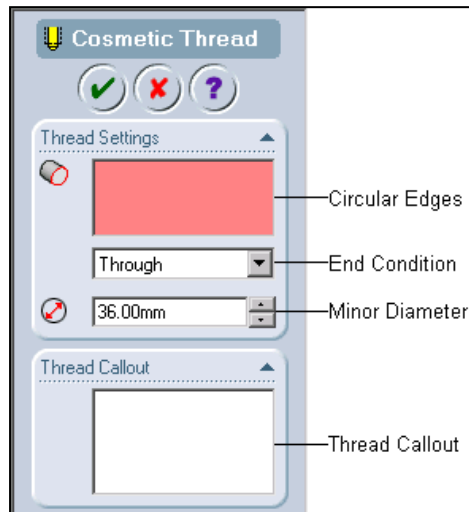 Cosmetic Thread
?
Thread Settings
Circular Edges
Through
End Condition
36.00mm
Minor Diameter
Thread Callout
Thread Callout